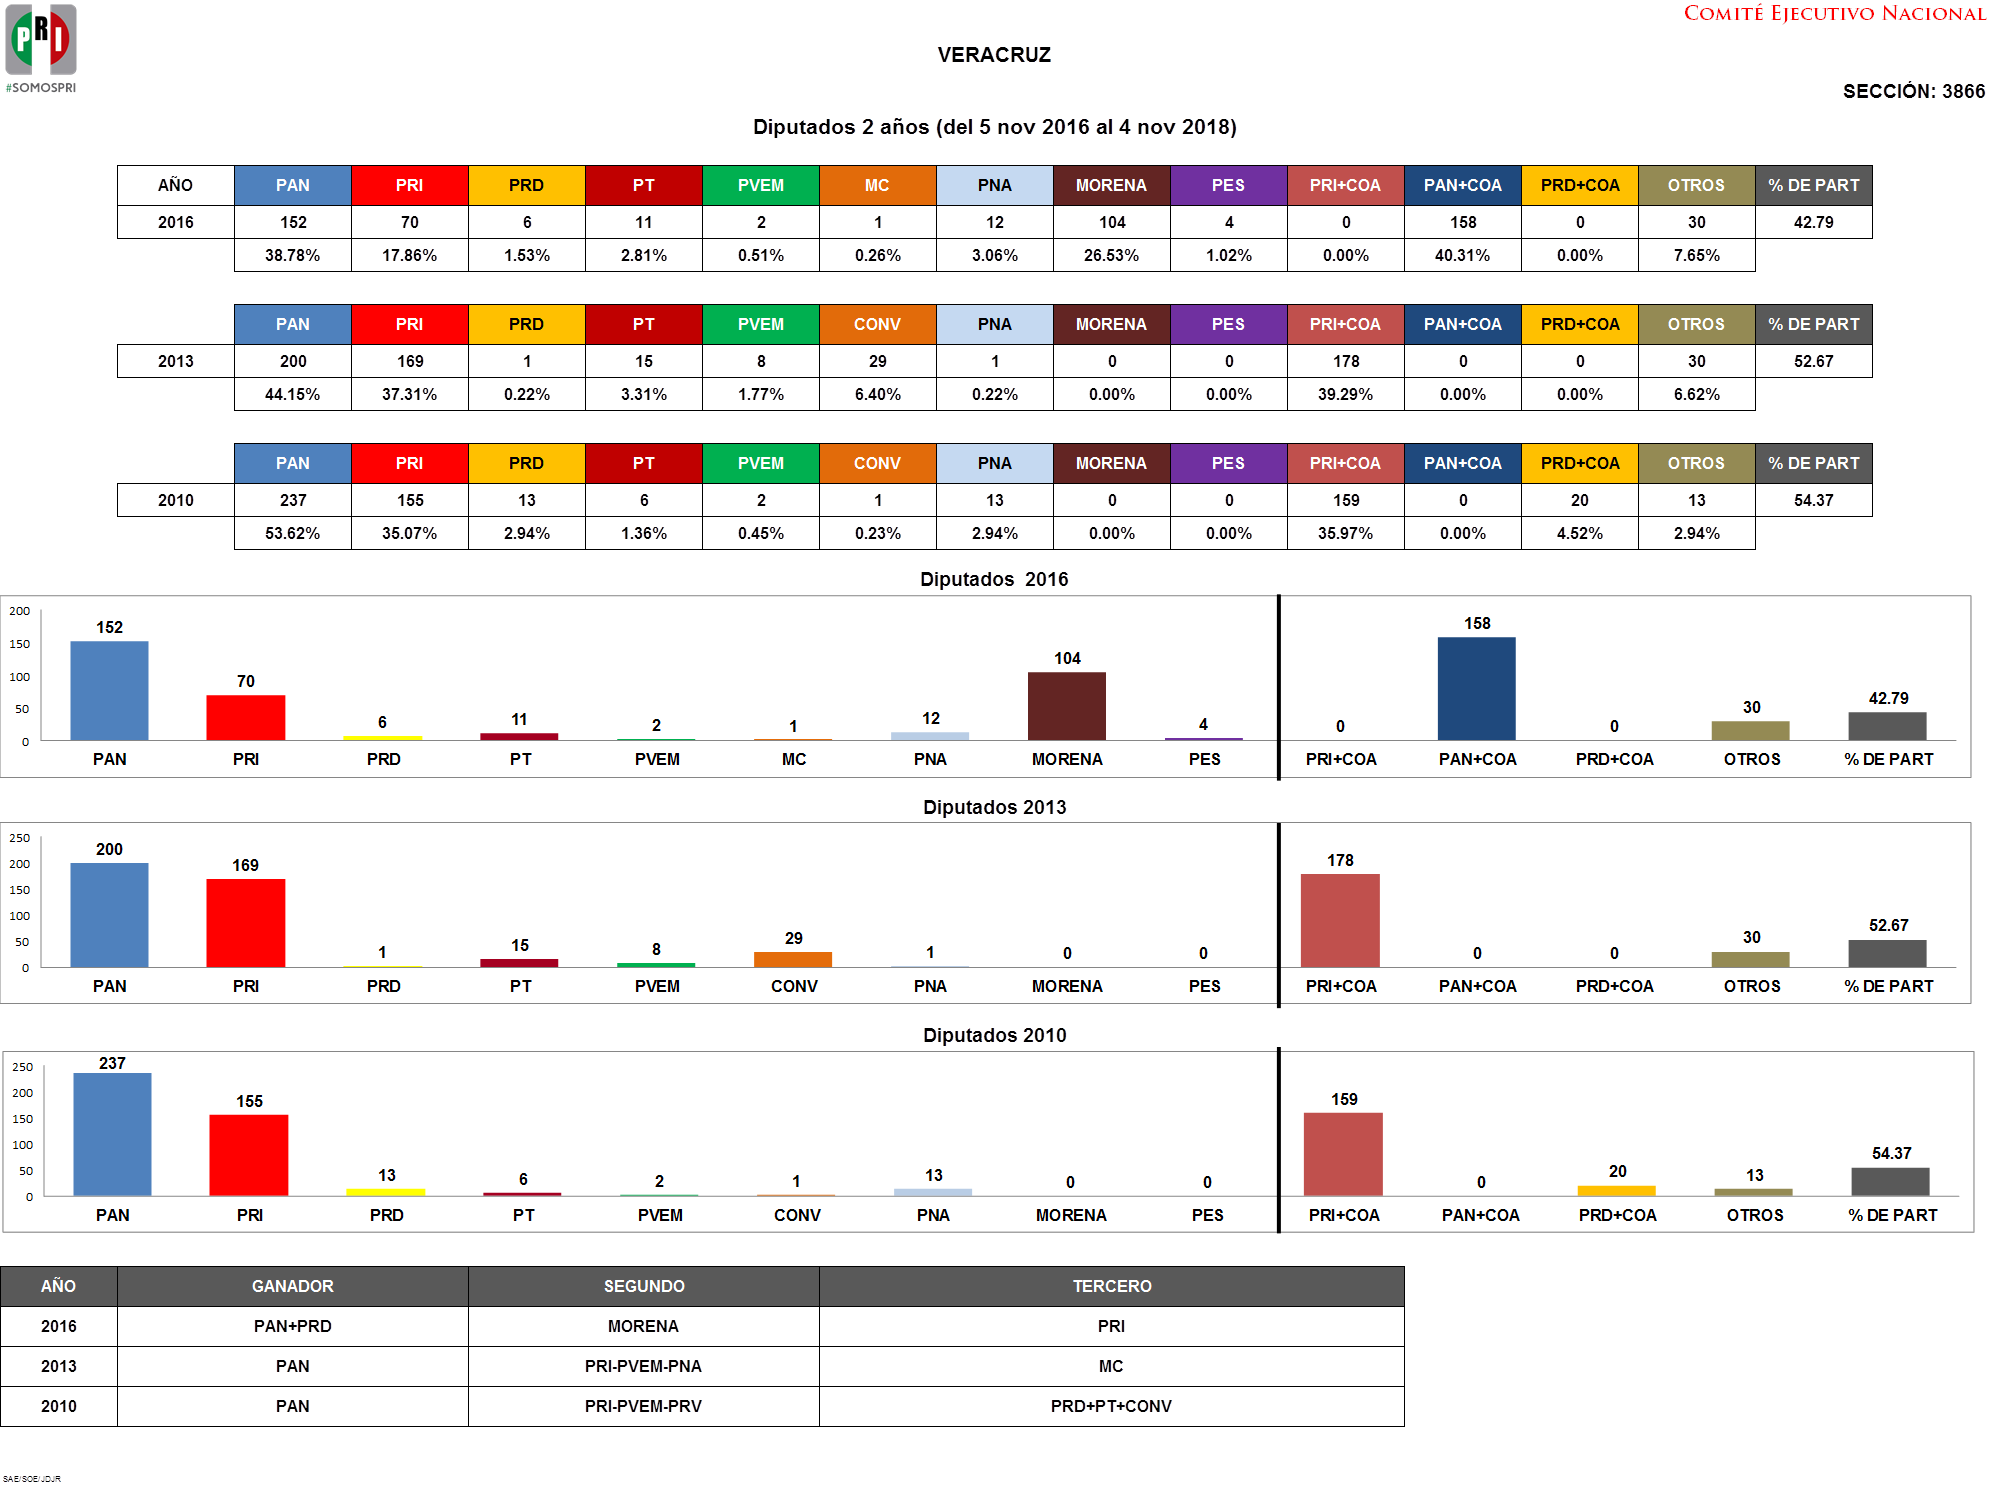 PRI
#SOMOSPRI
COMITÉ EJECUTIVO NACIONAL
VERACRUZ
SECCIÓN: 3866
Diputados 2 años (del 5 nov 2016 al 4 nov 2018)
AÑO PAN PRI PRD PT PVEM MC PNA MORENA PES PRI+COA PAN+COA PRD+COA OTROS % DE PART
2016 152 70 6 11 2 1 12 104 4 0 158 0 30 42.79
38.78% 17.86% 1.53% 2.81% 0.51% 0.26% 3.06% 26.53% 1.02% 0.00% 40.31% 0.00% 7.65%
PAN PRI PRD PT PVEM CONV PNA MORENA PES PRI+COA PAN+COA PRD+COA OTROS % DE PART
2013 200 169 1 15 8 29 1 0 0 178 0 0 30 52.67
44.15% 37.31% 0.22% 3.31% 1.77% 6.40% 0.22% 0.00% 0.00% 39.29% 0.00% 0.00% 6.62%
PAN PRI PRD PT PVEM CONV PNA MORENA PES PRI+COA PAN+COA PRD+COA OTROS % DE PART
2010 237 155 13 6 2 1 13 0 0 159 0 20 13 54.37
53.62% 35.07% 2.94% 1.36% 0.45% 0.23% 2.94% 0.00% 0.00% 35.97% 0.00% 4.52% 2.94%
Diputados 2016
200
150
100
50
0
152 70 6 11 2 1 12 104 4 0 158 0 30 42.79
PAN PRI PRD PT PVEM MC PNA MORENA PES PRI+COA PAN+COA PRD+COA OTROS % DE PART
Diputados 2013
250
200
150
100
50
0
200 169 1 15 8 29 1 0 0 178 0 0 30 52.67
PAN PRI PRD PT PVEM CONV PNA MORENA PES PRI+COA PAN+COA PRD+COA OTROS % DE PART
Diputados 2010
250
200
150
100
50
0
237 155 13 6 2 1 13 0 0 159 0 20 13 54.37
PAN PRI PRD PT PVEM CONV PNA MORENA PES PRI+COA PAN+COA PRD+COA OTROS % DE PART
AÑO GANADOR SEGUNDO TERCERO
2016 PAN+PRD MORENA PRI
2013 PAN PRI-PVEM-PNA MC
2010 PAN PRI-PVEM-PRV PRD+PT+CONV
SAE/SOE/JDJR